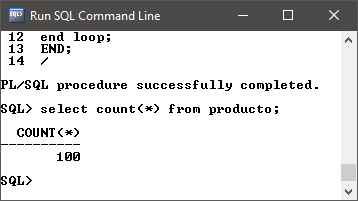 Run SQL Command Line
12 end loop;
13 END;
14 /
PL/SQL procedure successfully completed.
SQL> select count(*) from producto;
COUNT(*)
----------
100
SQL>